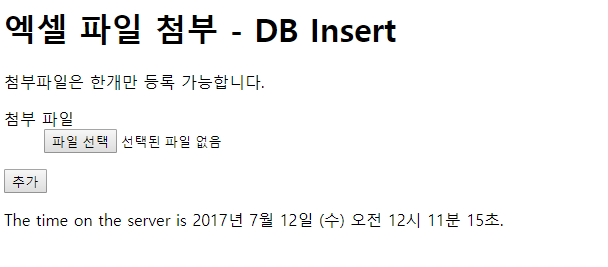 엑셀 파일 첨부 - DB Insert
첨부파일은 한개만 등록 가능합니다.
첨부 파일
파일 선택 선택된 파일 없음
추가
The time on the server is 2017년 7월 12일 (수) 오전 12시 11분 15초.